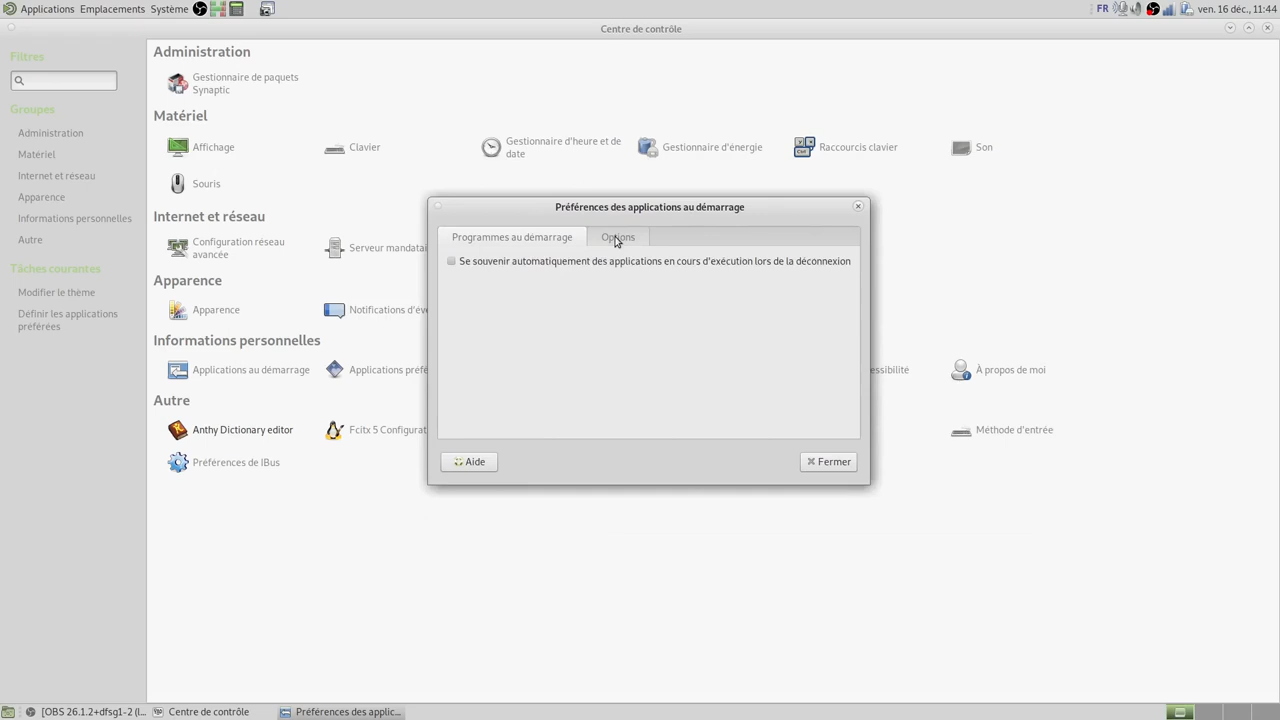 Applications Emplacements Système
FR ven. 16 déc., 11:44
Centre de contrôle
Filtres
Groupes
Administration
Matériel
Internet et réseau
Apparence
Informations personnelles
Autre
Tâches courantes
Modifier le thème
Définir les applications
préférées
Administration
Gestionnaire de paquets
Synaptic
Matériel
Affichage
Clavier
Gestionnaire d'heure et de
date
Gestionnaire d'énergie
Raccourcis clavier
Son
Souris
Internet et réseau
Configuration réseau
avancée
Serveur mandata
Apparence
Apparence
Notifications d'éve
Informations personnelles
Applications au démarrage
Applications préfé
essibilité
À propos de moi
Autre
Anthy Dictionary editor
Fcitx 5 Configurat
Méthode d'entrée
Préférences de IBus
Préférences des applications au démarrage
Programmes au démarrage
Options
Se souvenir automatiquement des applications en cours d'exécution lors de la déconnexion
Aide
Fermer
[OBS 26.1.2+dfsg1-2 (l...
Centre de contrôle
Préférences des applic...